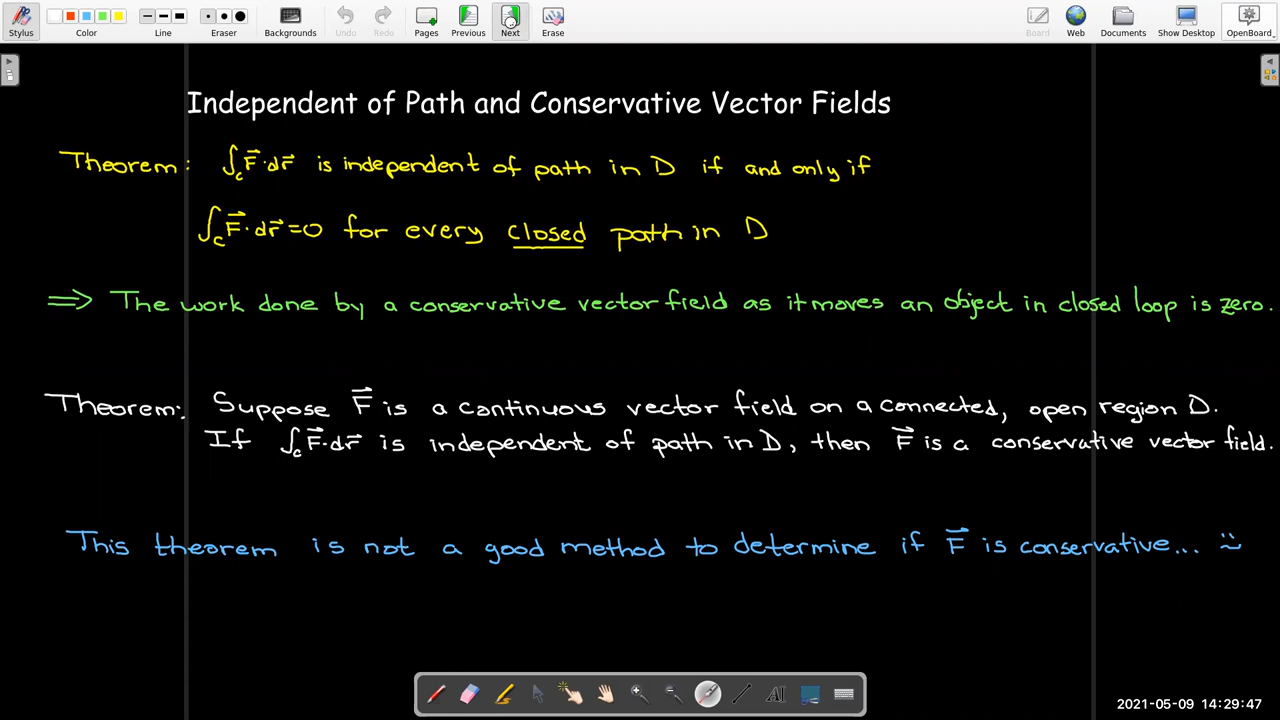 Stylus
Color
Line
Eraser
Backgrounds
Undo
Redo
Pages
Previous
Next
Erase
Board
Web
Documents
Show Desktop
OpenBoard
Independent of Path and Conservative Vector Fields
Theorem: ∫_C F⃗·dr⃗ is independent of path in D if and only if
∫_C F⃗·dr⃗=0 for every closed path in D
⇒ The work done by a conservative vector field as it moves an object in closed loop is zero.
Theorem: Suppose F⃗ is a continuous vector field on a connected, open region D.
If ∫_C F⃗·dr⃗ is independent of path in D, then F⃗ is a conservative vector field.
This theorem is not a good method to determine if F⃗ is conservative...
AI
2021-05-09 14:29:47